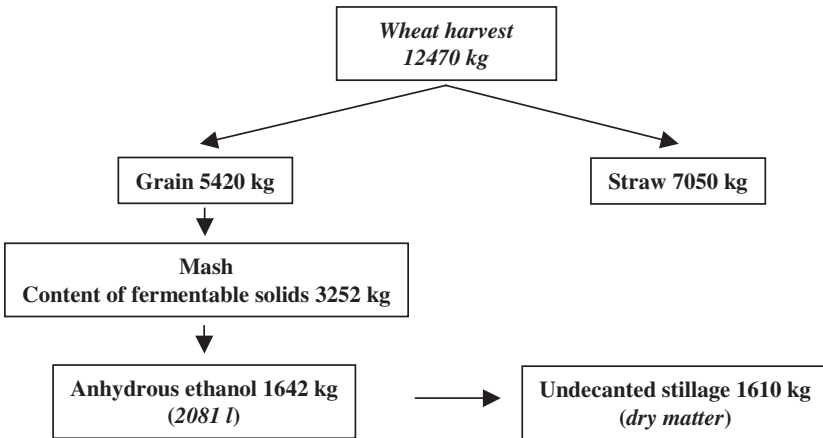 Wheat harvest
12470 kg
Grain 5420 kg
Straw 7050 kg
Mash
Content of fermentable solids 3252 kg
Anhydrous ethanol 1642 kg
(2081 l)
Undecanted stillage 1610 kg
(dry matter)